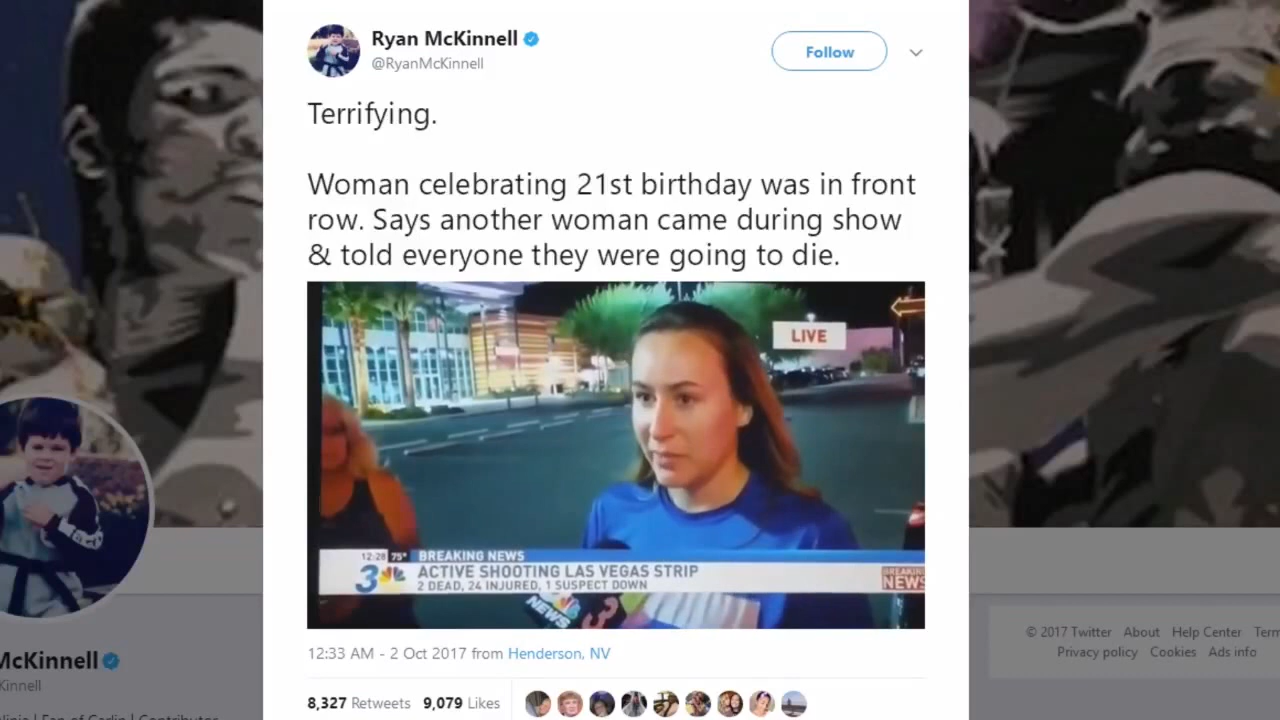 Ryan McKinnell
@RyanMcKinnell
Follow
Terrifying.
Woman celebrating 21st birthday was in front
row. Says another woman came during show
& told everyone they were going to die.
LIVE
12:28 75° BREAKING NEWS
3 ACTIVE SHOOTING LAS VEGAS STRIP
2 DEAD, 24 INJURED, 1 SUSPECT DOWN
BREAKING
NEWS
NEWS 3
12:33 AM - 2 Oct 2017 from Henderson, NV
8,327 Retweets 9,079 Likes
McKinnell
Kinnell
© 2017 Twitter About Help Center Term
Privacy policy Cookies Ads info